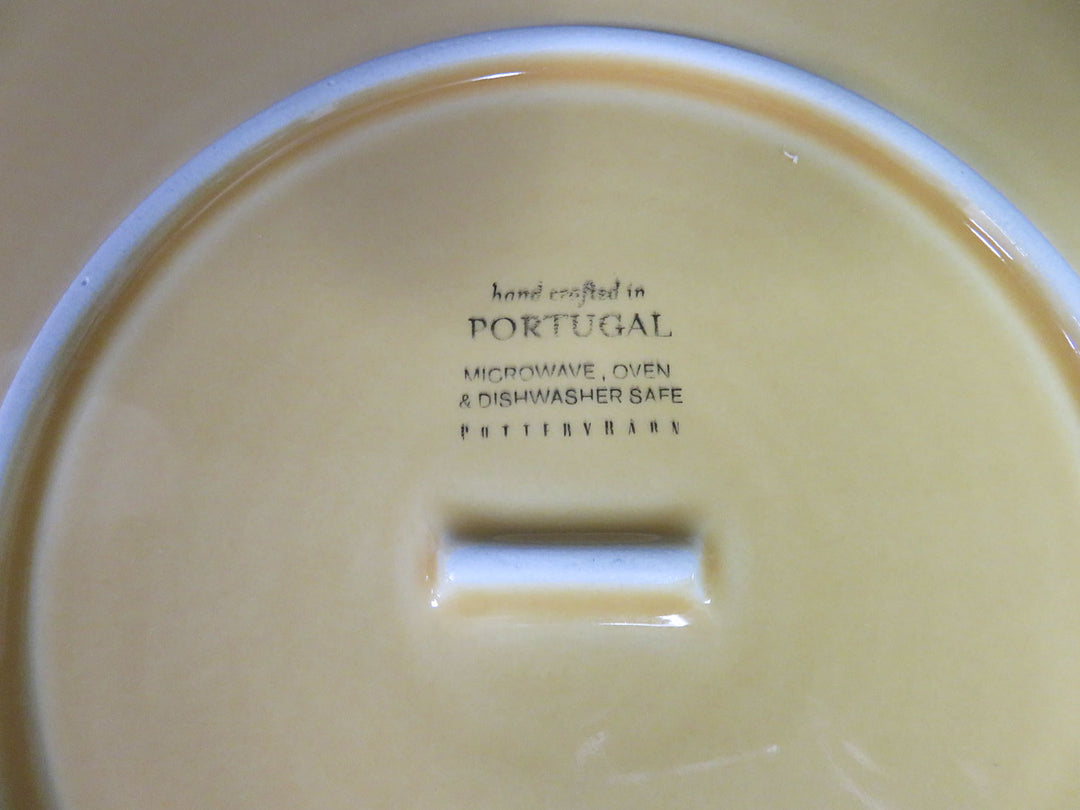 hand crafted in
PORTUGAL
MICROWAVE, OVEN
& DISHWASHER SAFE
POTTERYBARN